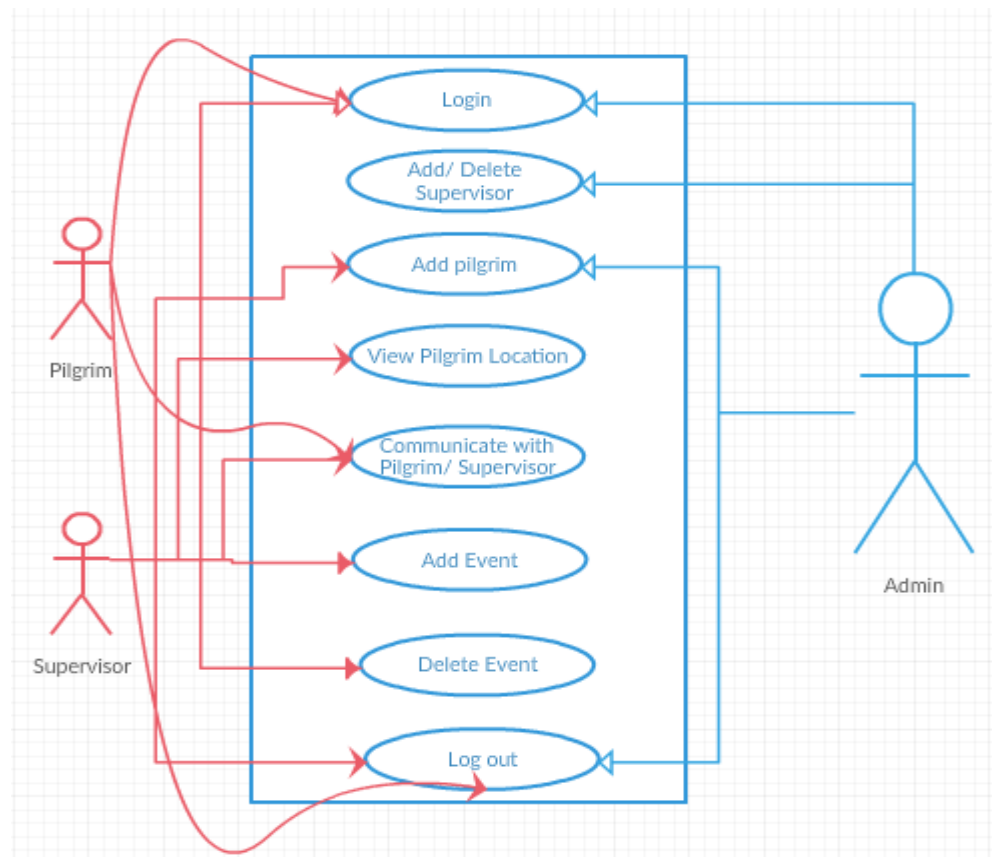 Login
Add/ Delete
Supervisor
Add pilgrim
View Pilgrim Location
Pilgrim
Communicate with
Pilgrim/ Supervisor
Add Event
Admin
Delete Event
Supervisor
Log out